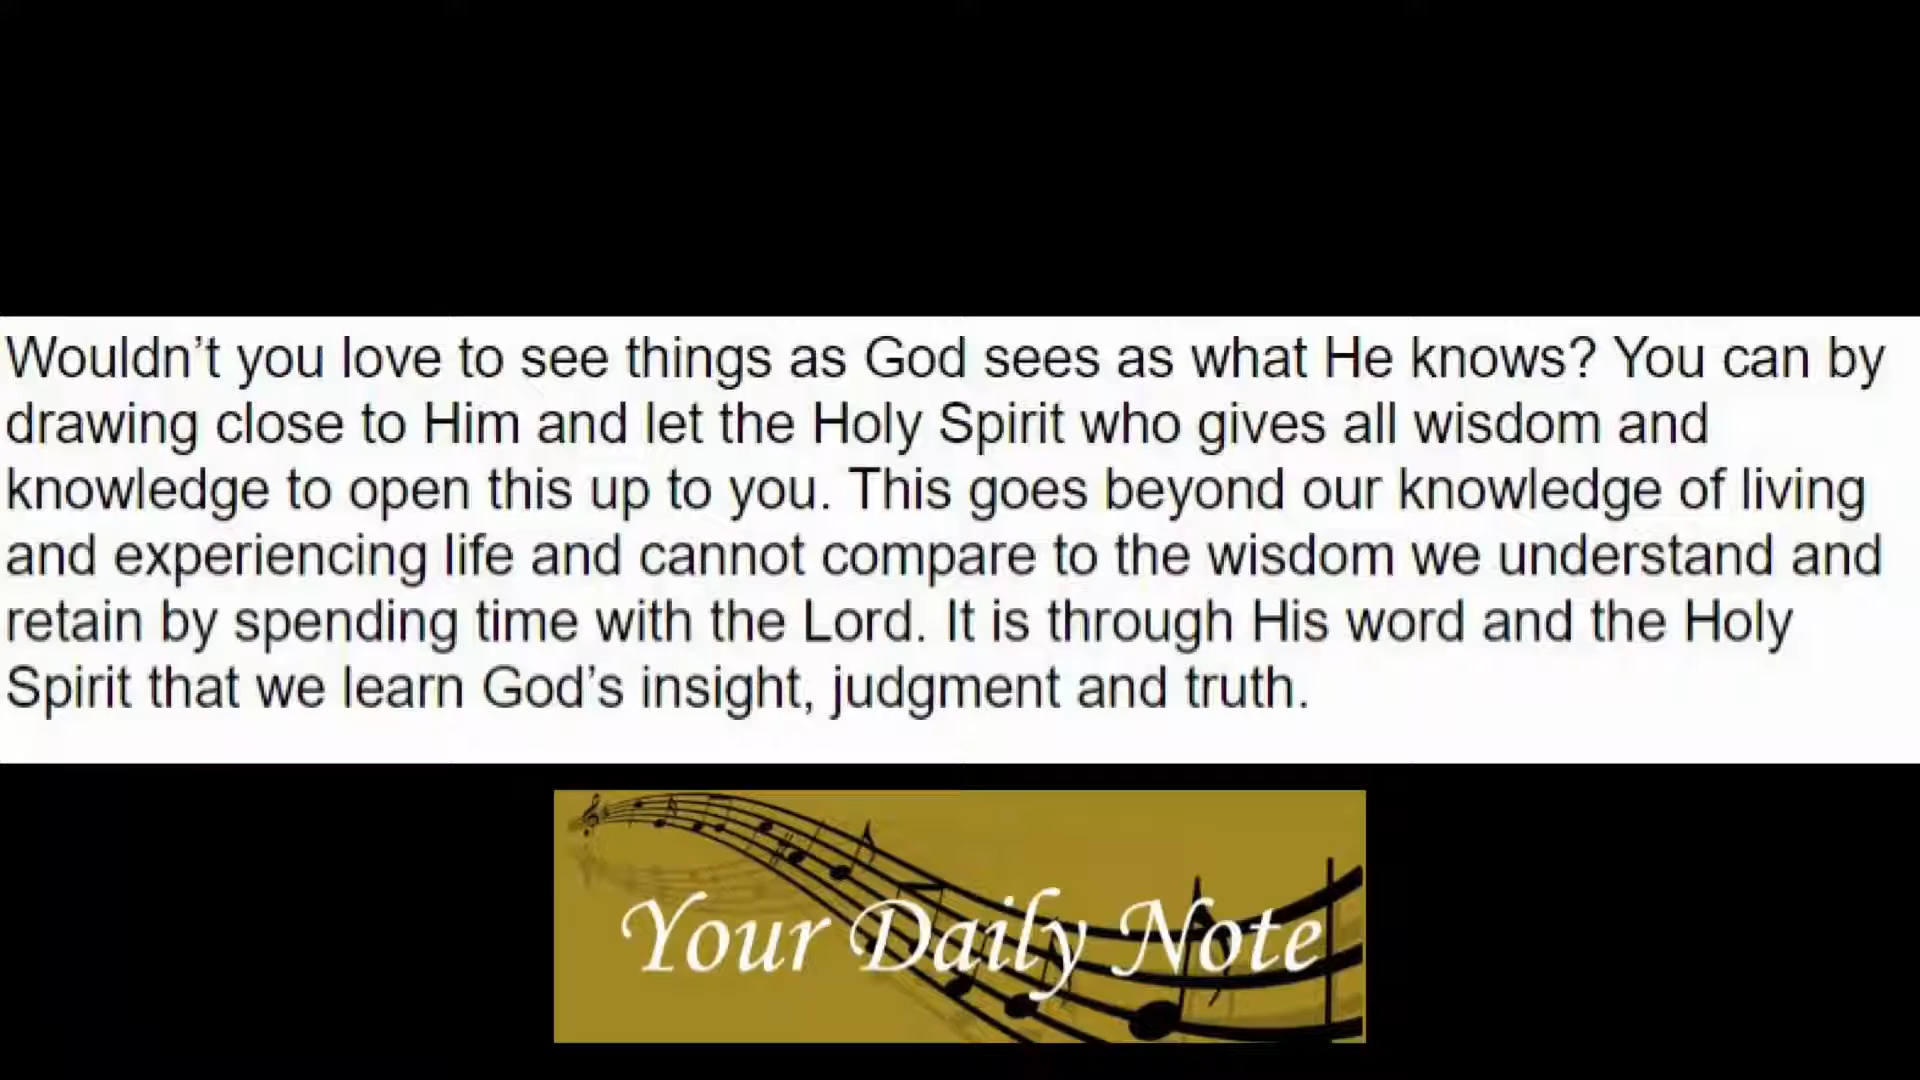 Wouldn’t you love to see things as God sees as what He knows? You can by
drawing close to Him and let the Holy Spirit who gives all wisdom and
knowledge to open this up to you. This goes beyond our knowledge of living
and experiencing life and cannot compare to the wisdom we understand and
retain by spending time with the Lord. It is through His word and the Holy
Spirit that we learn God’s insight, judgment and truth.
Your Daily Note